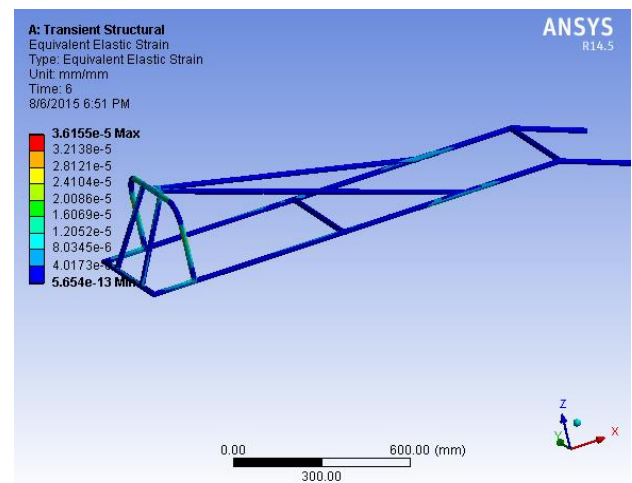 A: Transient Structural
Equivalent Elastic Strain
Type: Equivalent Elastic Strain
Unit: mm/mm
Time: 6
8/6/2015 6:51 PM
ANSYS
R14.5
3.6155e-5 Max
3.2138e-5
2.8121e-5
2.4104e-5
2.0086e-5
1.6069e-5
1.2052e-5
8.0345e-6
4.0173e-
5.654e-13 Min
0.00 600.00 (mm)
300.00
Z
Y
X